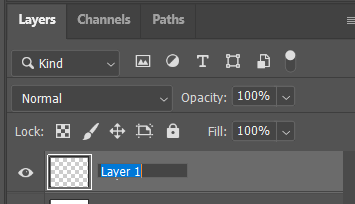 Layers Channels Paths
Kind
Normal Opacity: 100%
Lock: Fill: 100%
Layer 1